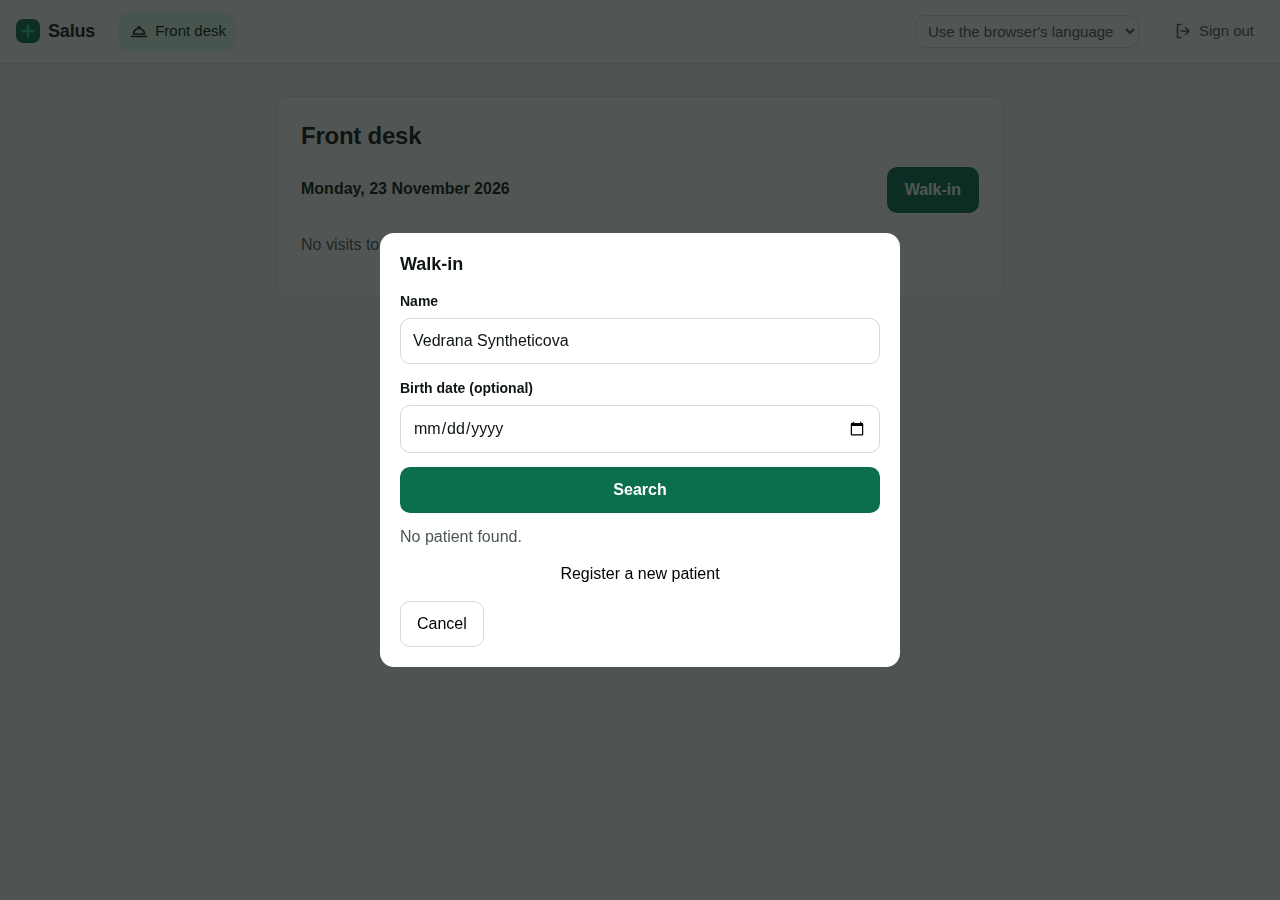 Salus
Front desk
Use the browser's language
Sign out
Front desk
Monday, 23 November 2026
Walk-in
No visits to
Walk-in
Name
Vedrana Syntheticova
Birth date (optional)
mm/dd/yyyy
Search
No patient found.
Register a new patient
Cancel